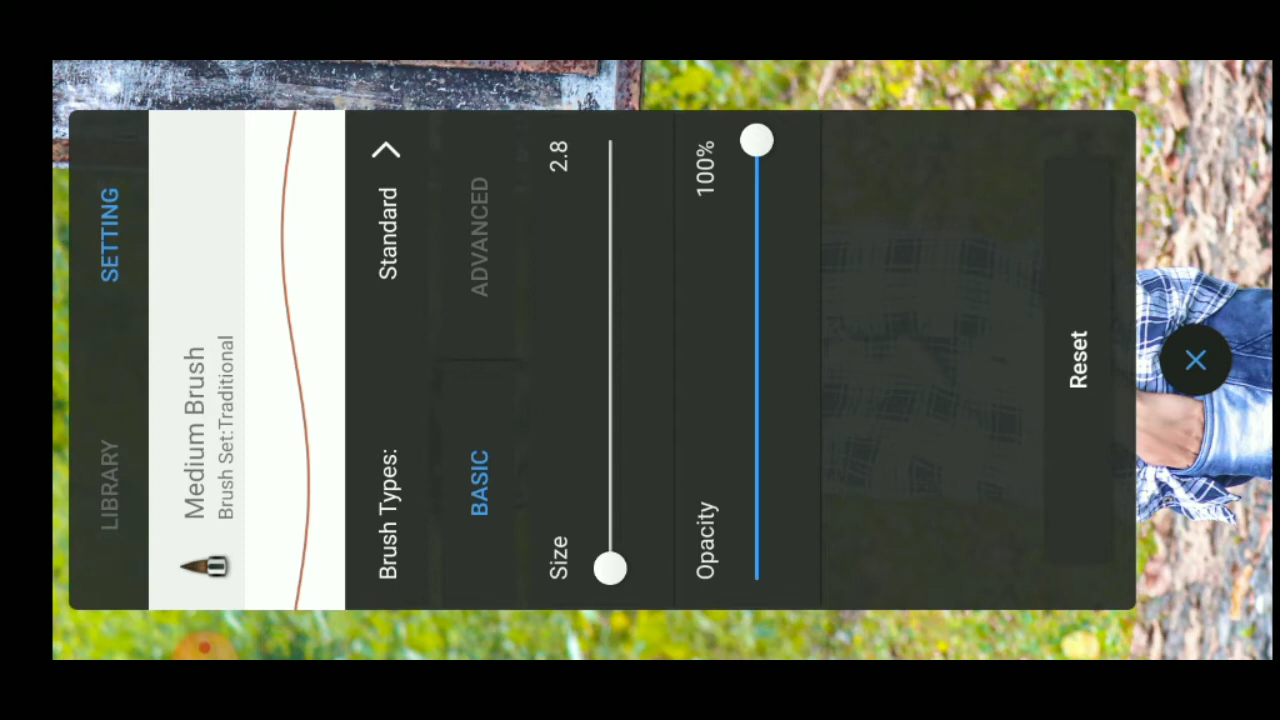 LIBRARY SETTING
Medium Brush
Brush Set:Traditional
Brush Types: Standard
BASIC ADVANCED
Size 2.8
Opacity 100%
Reset